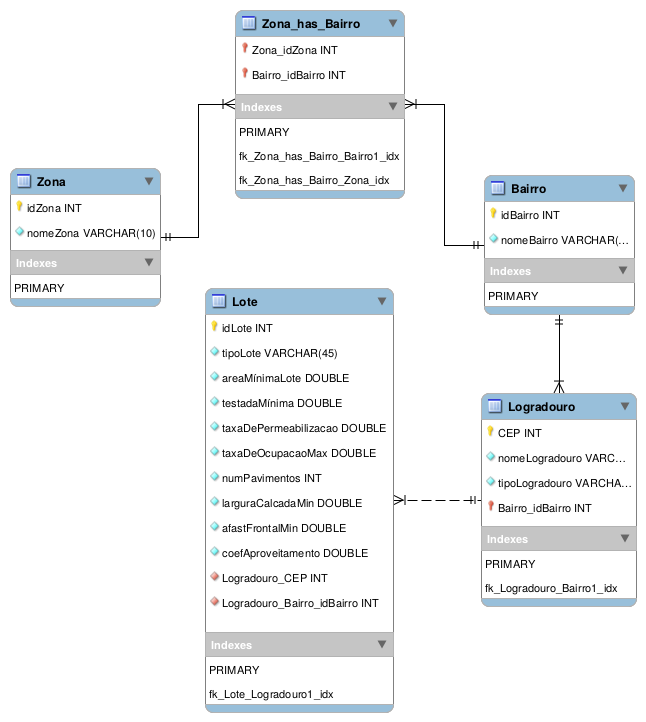 Zona_has_Bairro
Zona_idZona INT
Bairro_idBairro INT
Indexes
PRIMARY
fk_Zona_has_Bairro_Bairro1_idx
fk_Zona_has_Bairro_Zona_idx
Zona
idZona INT
nomeZona VARCHAR(10)
Indexes
PRIMARY
Bairro
idBairro INT
nomeBairro VARCHAR(...
Indexes
PRIMARY
Lote
idLote INT
tipoLote VARCHAR(45)
areaMínimaLote DOUBLE
testadaMínima DOUBLE
taxaDePermeabilizacao DOUBLE
taxaDeOcupacaoMax DOUBLE
numPavimentos INT
larguraCalcadaMin DOUBLE
afastFrontalMin DOUBLE
coefAproveitamento DOUBLE
Logradouro_CEP INT
Logradouro_Bairro_idBairro INT
Indexes
PRIMARY
fk_Lote_Logradouro1_idx
Logradouro
CEP INT
nomeLogradouro VARC...
tipoLogradouro VARCHA...
Bairro_idBairro INT
Indexes
PRIMARY
fk_Logradouro_Bairro1_idx